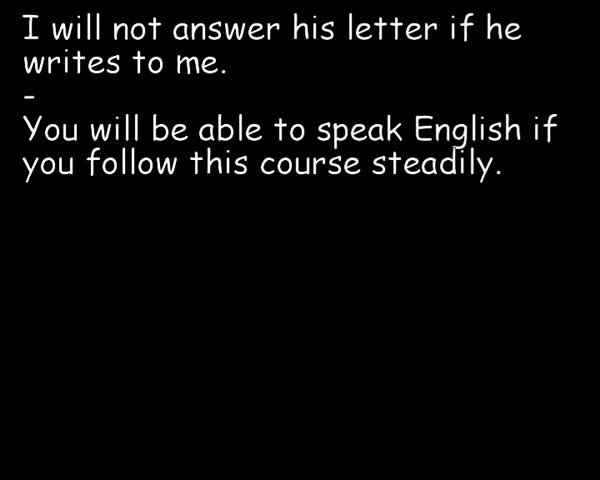 I will not answer his letter if he
writes to me.
-
You will be able to speak English if
you follow this course steadily.